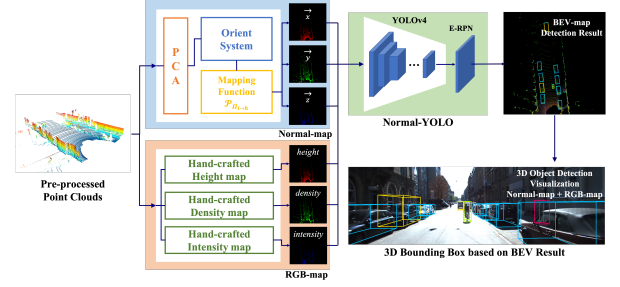 Pre-processed
Point Clouds
P
C
A
Orient
System
Mapping
Function
x
y
z
Normal-map
Hand-crafted
Height map
Hand-crafted
Density map
Hand-crafted
Intensity map
height
density
intensity
RGB-map
YOLOv4
E-RPN
...
Normal-YOLO
BEV-map
Detection Result
3D Object Detection
Visualization
Normal-map + RGB-map
3D Bounding Box based on BEV Result